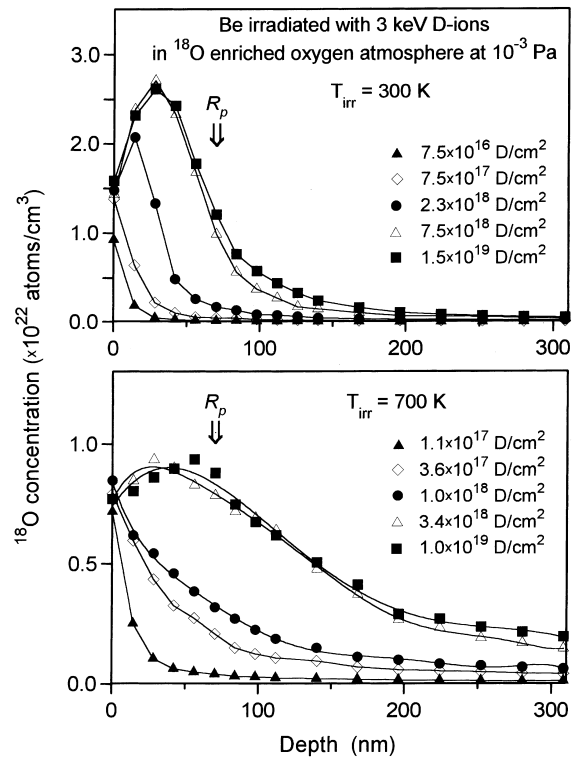 Be irradiated with 3 keV D-ions
in ¹⁸O enriched oxygen atmosphere at 10⁻³ Pa
T_irr = 300 K
R_p
7.5×10¹⁶ D/cm²
7.5×10¹⁷ D/cm²
2.3×10¹⁸ D/cm²
7.5×10¹⁸ D/cm²
1.5×10¹⁹ D/cm²
3.0
2.0
1.0
0.0
0
100
200
300
¹⁸O concentration (×10²² atoms/cm³)
T_irr = 700 K
R_p
1.1×10¹⁷ D/cm²
3.6×10¹⁷ D/cm²
1.0×10¹⁸ D/cm²
3.4×10¹⁸ D/cm²
1.0×10¹⁹ D/cm²
1.0
0.5
0.0
0
100
200
300
Depth (nm)